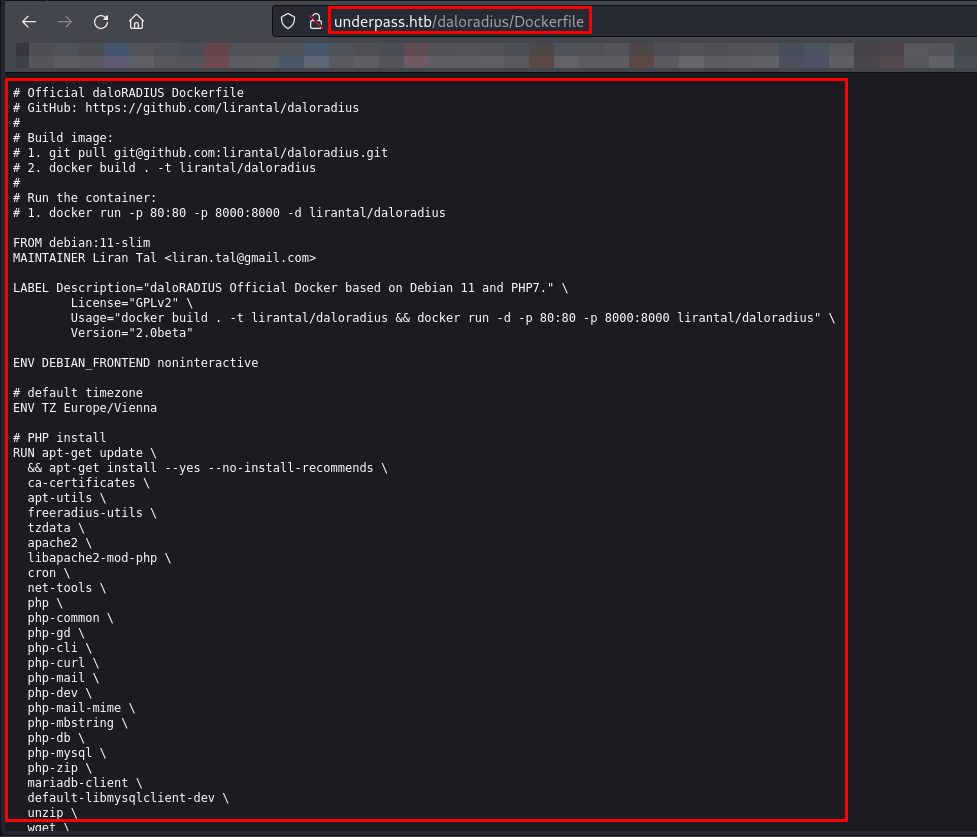 underpass.htb/daloradius/Dockerfile
# Official daloRADIUS Dockerfile
# GitHub: https://github.com/lirantal/daloradius
#
# Build image:
# 1. git pull git@github.com:lirantal/daloradius.git
# 2. docker build . -t lirantal/daloradius
#
# Run the container:
# 1. docker run -p 80:80 -p 8000:8000 -d lirantal/daloradius
FROM debian:11-slim
MAINTAINER Liran Tal <liran.tal@gmail.com>
LABEL Description="daloRADIUS Official Docker based on Debian 11 and PHP7." \
License="GPLv2" \
Usage="docker build . -t lirantal/daloradius && docker run -d -p 80:80 -p 8000:8000 lirantal/daloradius" \
Version="2.0beta"
ENV DEBIAN_FRONTEND noninteractive
# default timezone
ENV TZ Europe/Vienna
# PHP install
RUN apt-get update \
&& apt-get install --yes --no-install-recommends \
ca-certificates \
apt-utils \
freeradius-utils \
tzdata \
apache2 \
libapache2-mod-php \
cron \
net-tools \
php \
php-common \
php-gd \
php-cli \
php-curl \
php-mail \
php-dev \
php-mail-mime \
php-mbstring \
php-db \
php-mysql \
php-zip \
mariadb-client \
default-libmysqlclient-dev \
unzip \
wget \